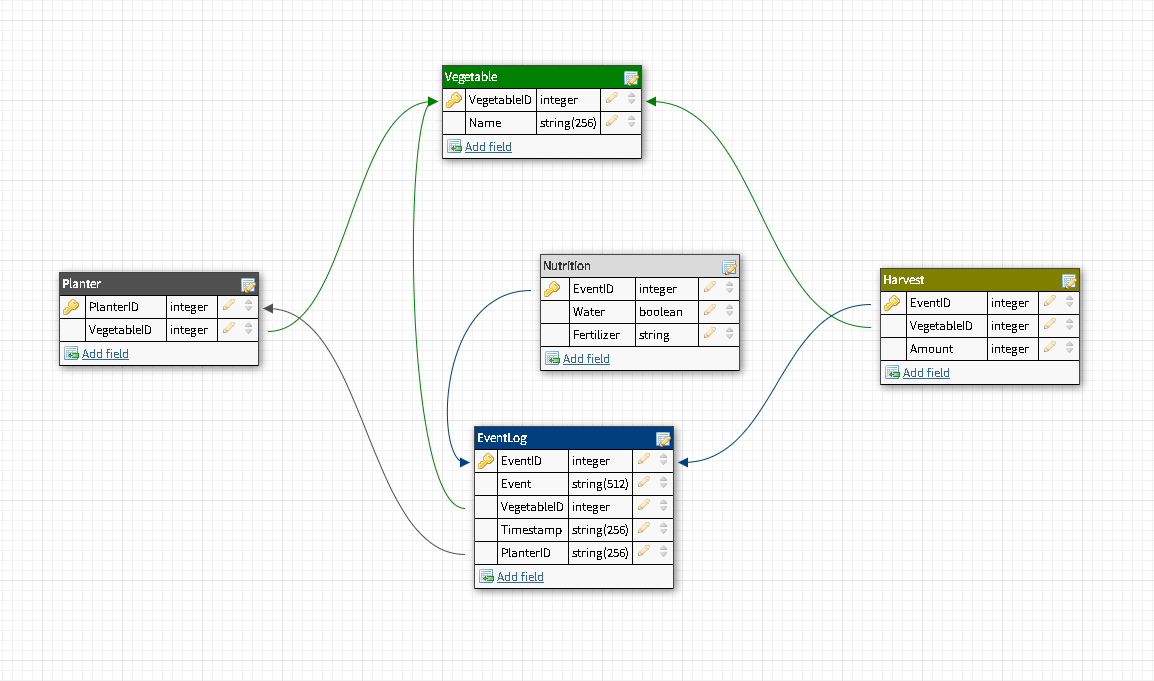 Vegetable
VegetableID integer
Name string(256)
Add field
Planter
PlanterID integer
VegetableID integer
Add field
Nutrition
EventID integer
Water boolean
Fertilizer string
Add field
Harvest
EventID integer
VegetableID integer
Amount integer
Add field
EventLog
EventID integer
Event string(512)
VegetableID integer
Timestamp string(256)
PlanterID string(256)
Add field